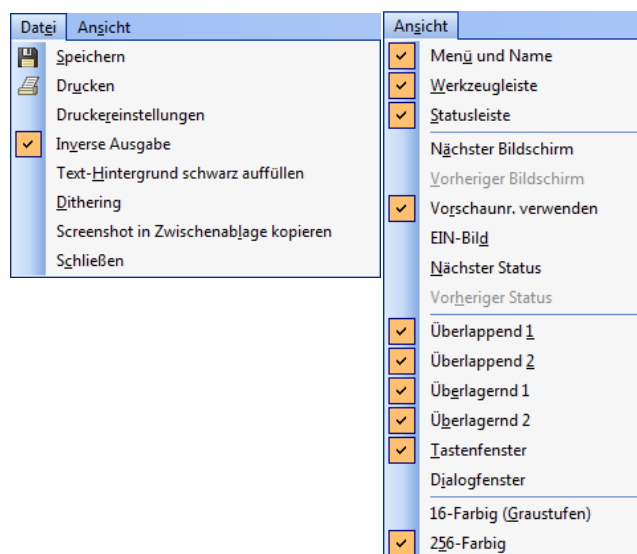 Datei Ansicht
Speichern
Drucken
Druckereinstellungen
Inverse Ausgabe
Text-Hintergrund schwarz auffüllen
Dithering
Screenshot in Zwischenablage kopieren
Schließen
Ansicht
Menü und Name
Werkzeugleiste
Statusleiste
Nächster Bildschirm
Vorheriger Bildschirm
Vorschaunr. verwenden
EIN-Bild
Nächster Status
Vorheriger Status
Überlappend 1
Überlappend 2
Überlagernd 1
Überlagernd 2
Tastenfenster
Dialogfenster
16-Farbig (Graustufen)
256-Farbig